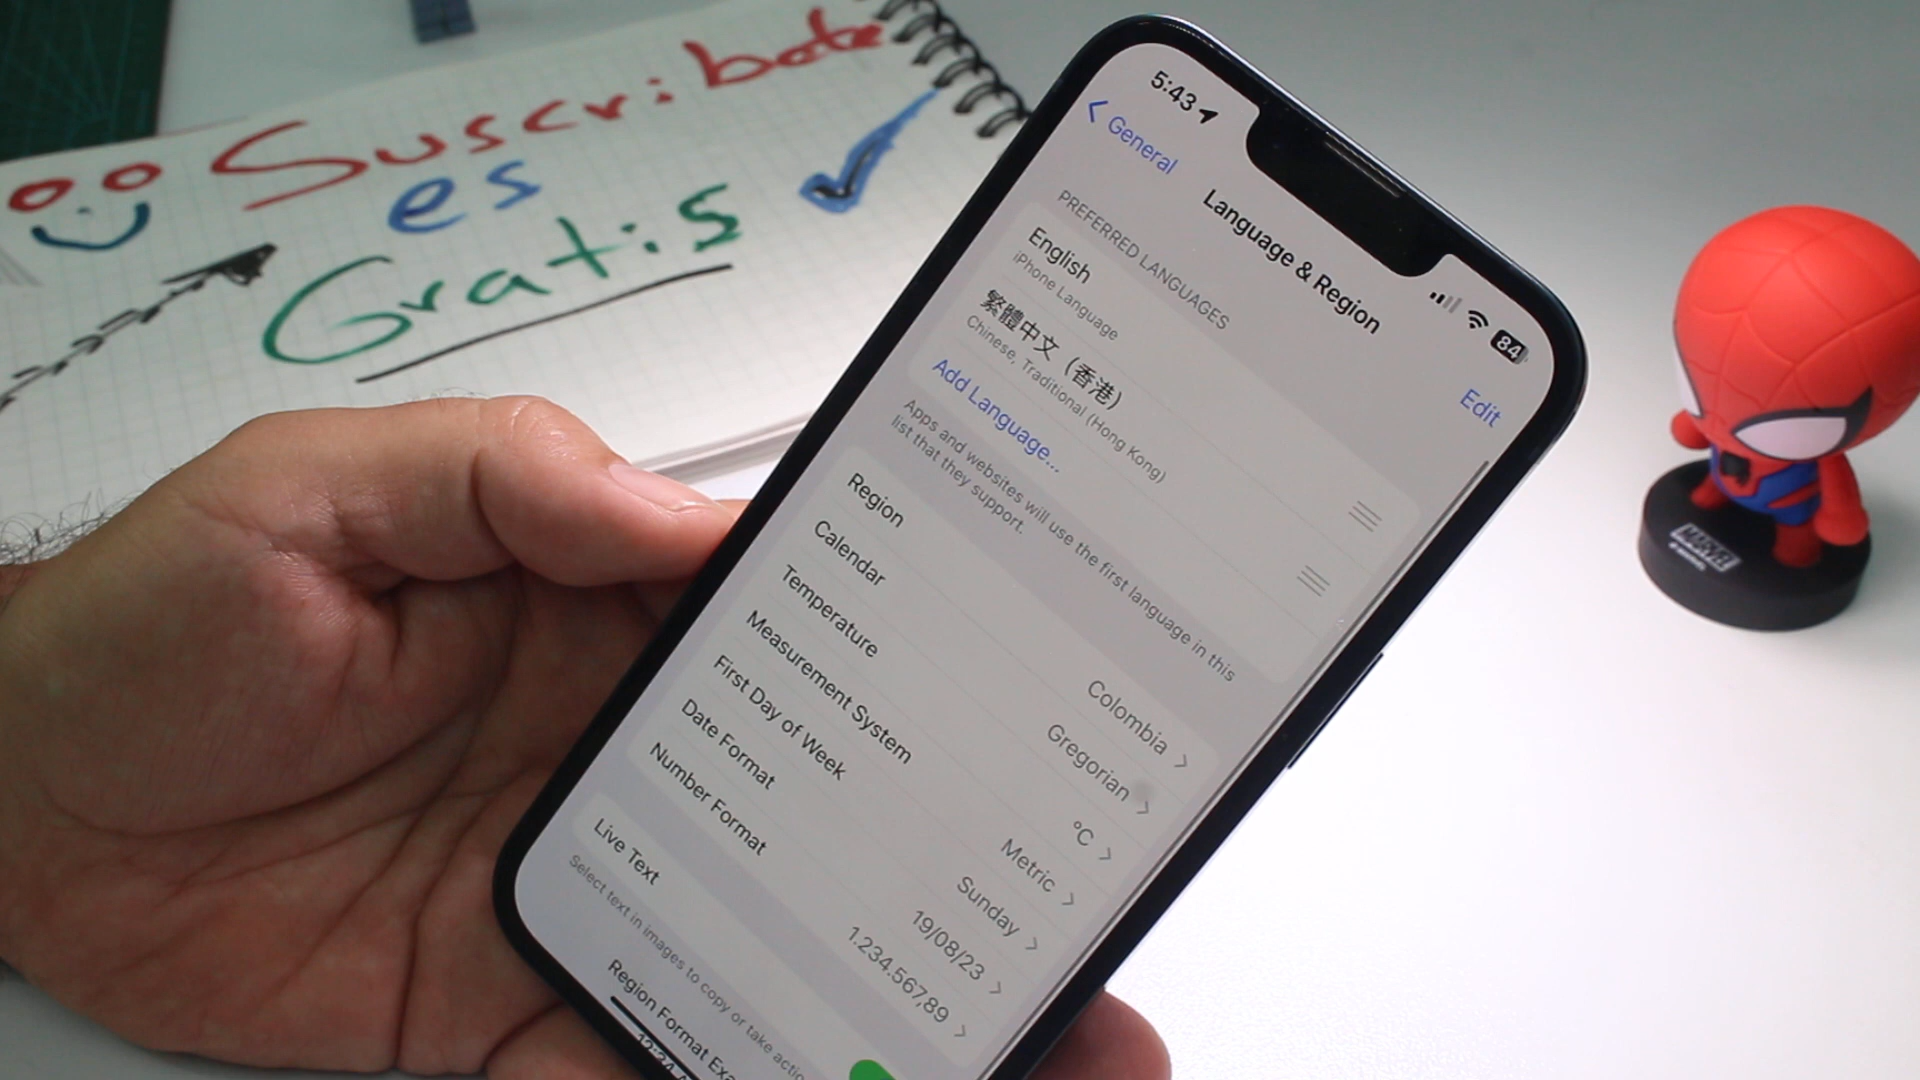 Suscribete
es
Gratis
5:43
84
General
Language & Region
Edit
PREFERRED LANGUAGES
English
iPhone Language
繁體中文（香港）
Chinese, Traditional (Hong Kong)
Add Language...
Apps and websites will use the first language in this
list that they support.
Region Colombia
Calendar Gregorian
Temperature °C
Measurement System Metric
First Day of Week Sunday
Date Format 19/08/23
Number Format 1.234.567,89
Live Text
Select text in images to copy or take actio
Region Format Exa
MARVEL